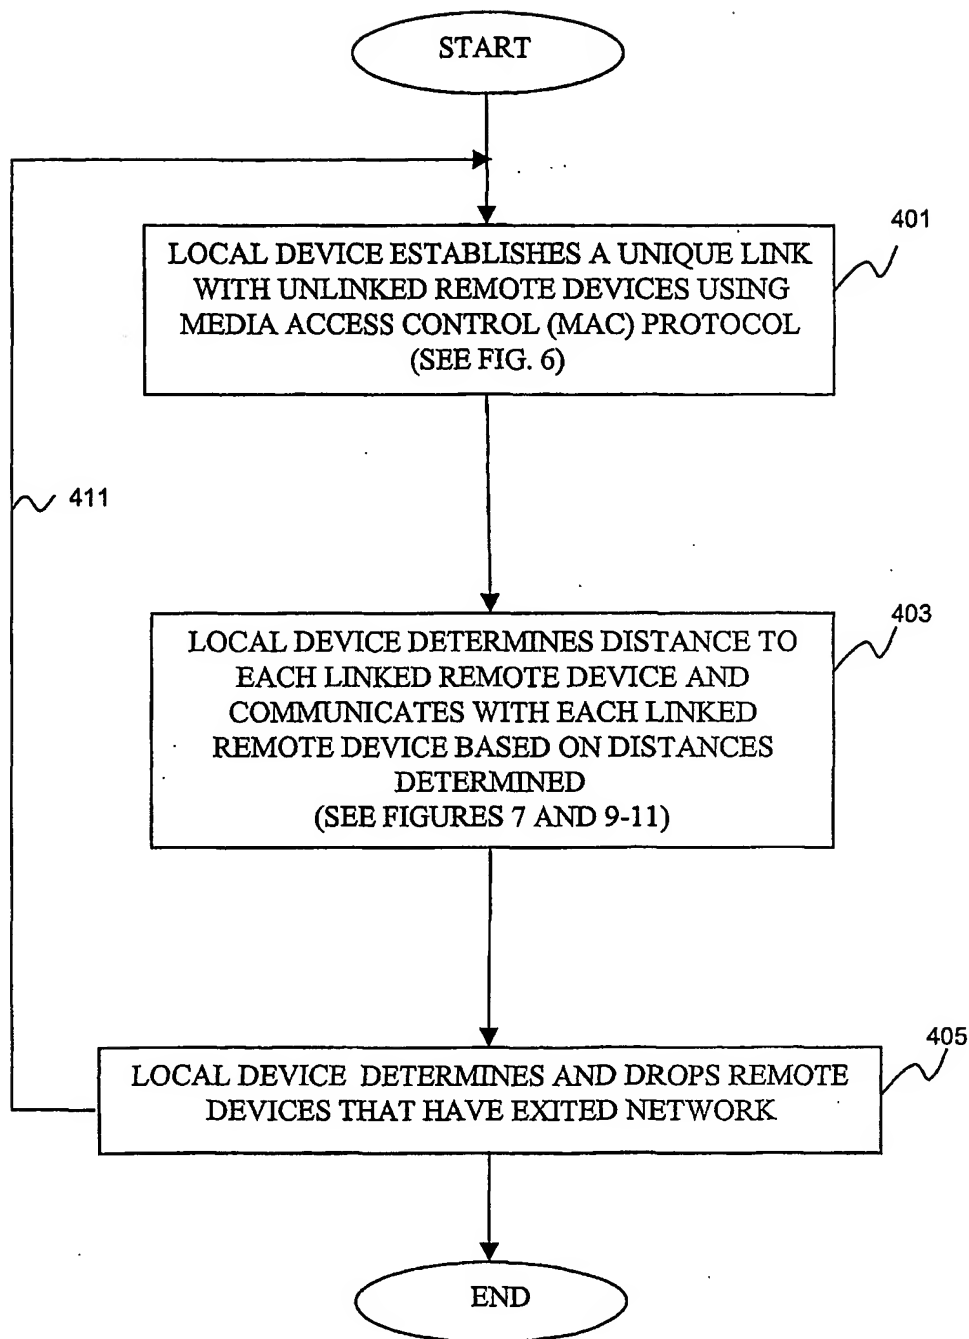 START
401
LOCAL DEVICE ESTABLISHES A UNIQUE LINK
WITH UNLINKED REMOTE DEVICES USING
MEDIA ACCESS CONTROL (MAC) PROTOCOL
(SEE FIG. 6)
411
403
LOCAL DEVICE DETERMINES DISTANCE TO
EACH LINKED REMOTE DEVICE AND
COMMUNICATES WITH EACH LINKED
REMOTE DEVICE BASED ON DISTANCES
DETERMINED
(SEE FIGURES 7 AND 9-11)
405
LOCAL DEVICE DETERMINES AND DROPS REMOTE
DEVICES THAT HAVE EXITED NETWORK
END